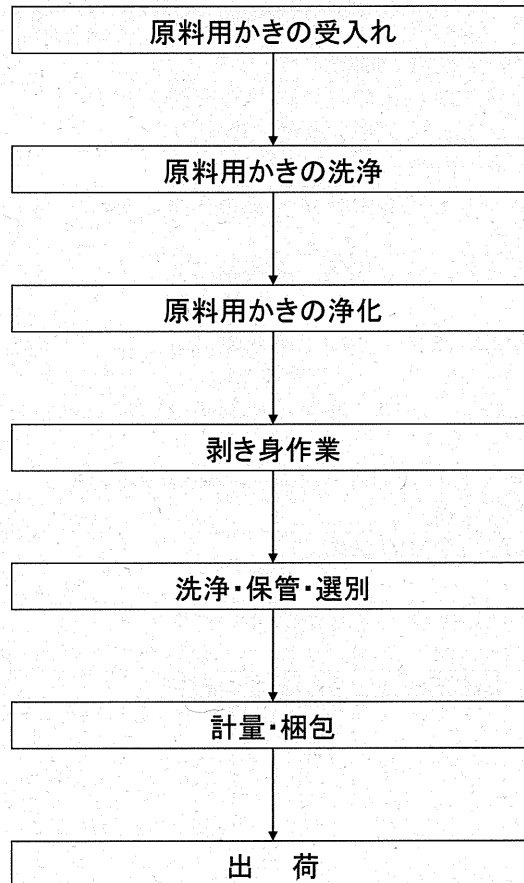 原料用かきの受入れ
原料用かきの洗浄
原料用かきの浄化
剥き身作業
洗浄・保管・選別
計量・梱包
出　荷